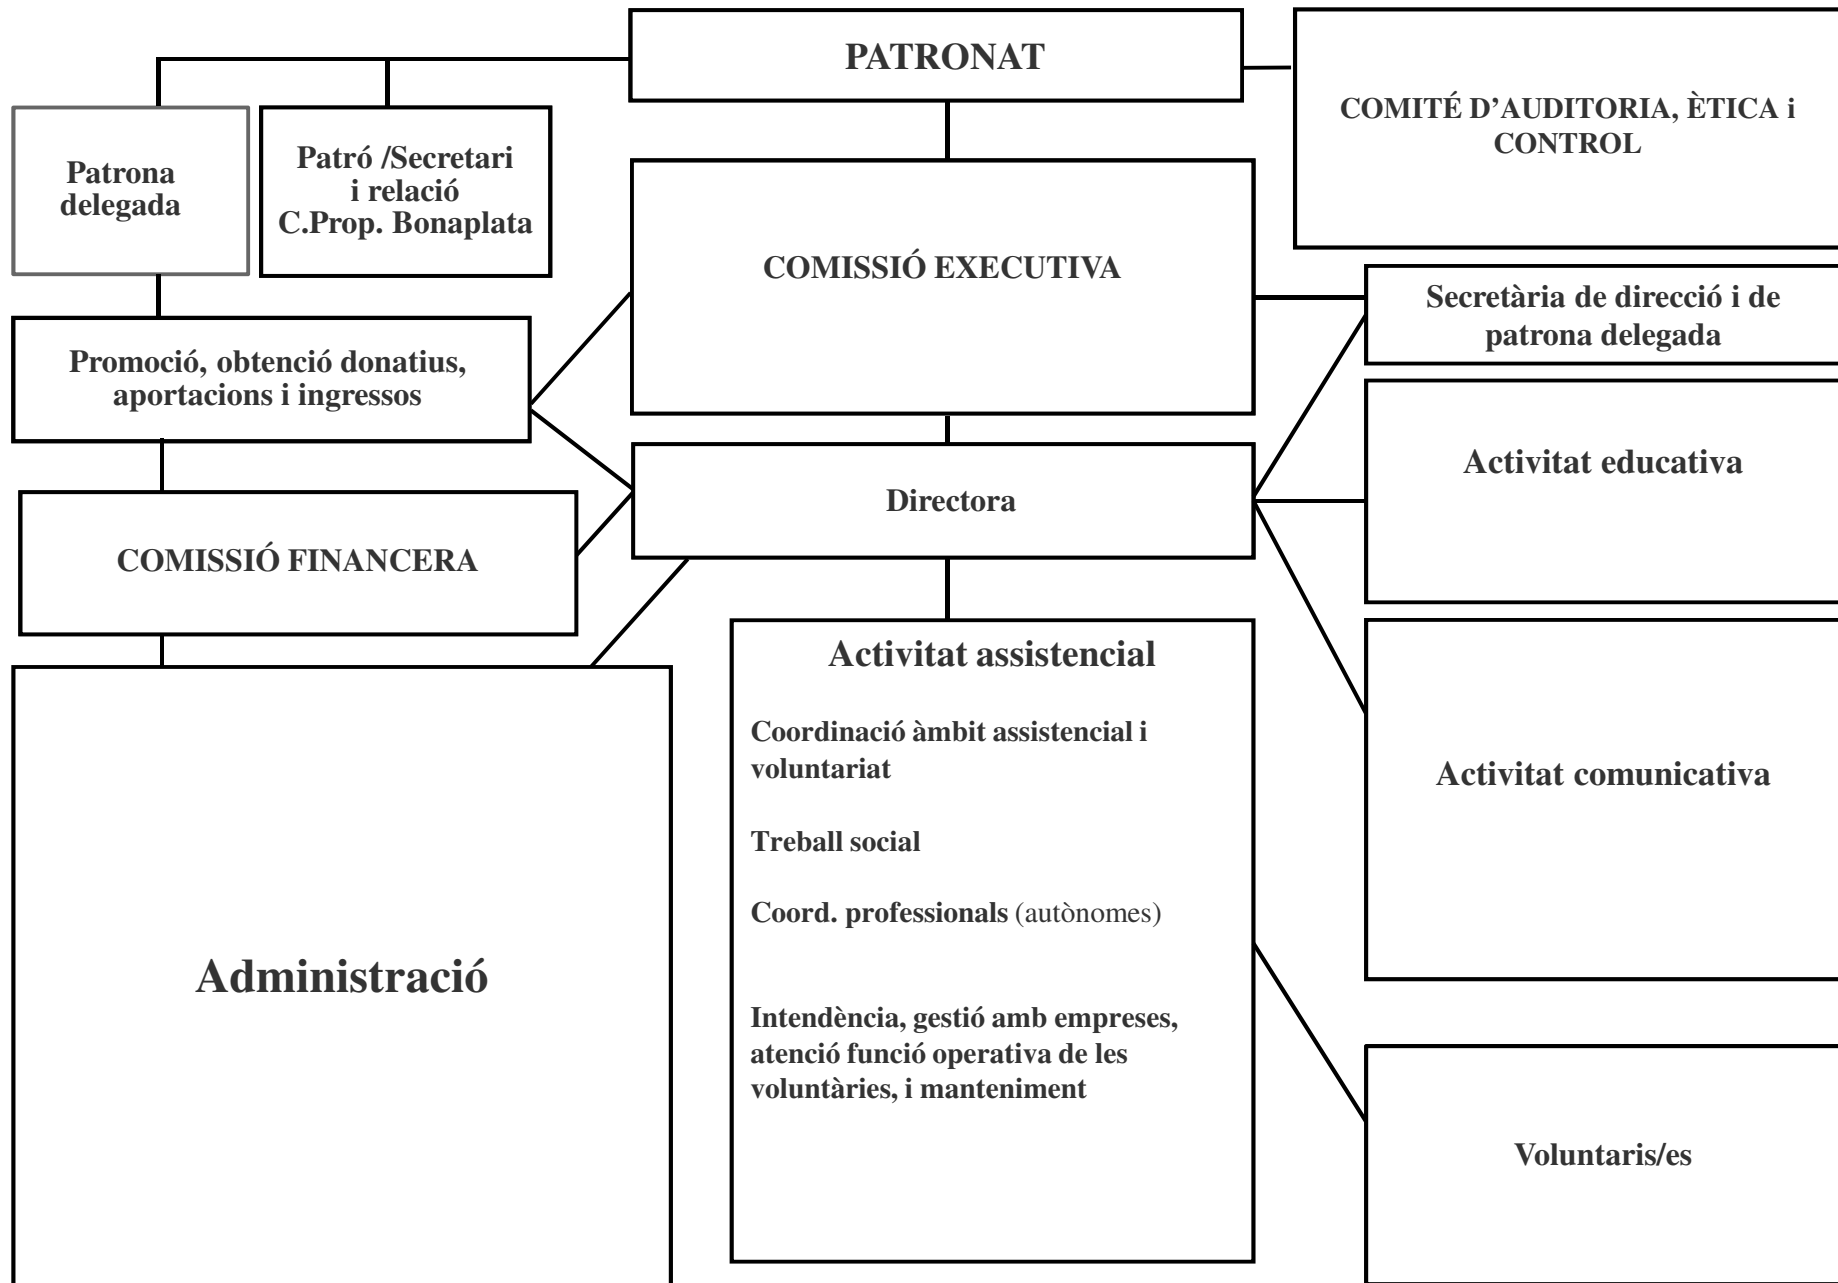 PATRONAT
COMITÉ D’AUDITORIA, ÈTICA i
CONTROL
Patrona
delegada
Patró /Secretari
i relació
C.Prop. Bonaplata
COMISSIÓ EXECUTIVA
Secretària de direcció i de
patrona delegada
Promoció, obtenció donatius,
aportacions i ingressos
Activitat educativa
Directora
COMISSIÓ FINANCERA
Activitat assistencial
Coordinació àmbit assistencial i
voluntariat
Treball social
Coord. professionals (autònomes)
Intendència, gestió amb empreses,
atenció funció operativa de les
voluntàries, i manteniment
Activitat comunicativa
Administració
Voluntaris/es